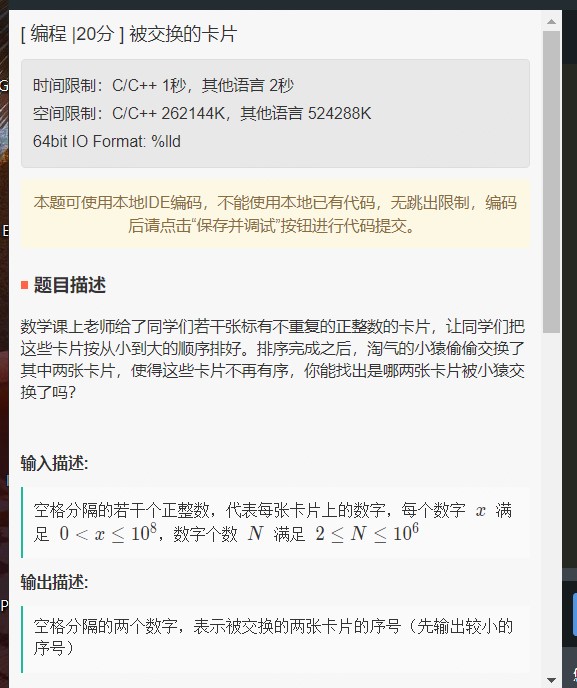 [ 编程 |20分 ] 被交换的卡片
时间限制：C/C++ 1秒，其他语言 2秒
空间限制：C/C++ 262144K，其他语言 524288K
64bit IO Format: %lld
本题可使用本地IDE编码，不能使用本地已有代码，无跳出限制，编码
后请点击“保存并调试”按钮进行代码提交。
题目描述
数学课上老师给了同学们若干张标有不重复的正整数的卡片，让同学们把
这些卡片按从小到大的顺序排好。排序完成之后，淘气的小猿偷偷交换了
其中两张卡片，使得这些卡片不再有序，你能找出是哪两张卡片被小猿交
换了吗？
输入描述:
空格分隔的若干个正整数，代表每张卡片上的数字，每个数字 x 满
足 0 < x ≤ 10⁸，数字个数 N 满足 2 ≤ N ≤ 10⁶
输出描述:
空格分隔的两个数字，表示被交换的两张卡片的序号（先输出较小的
序号）